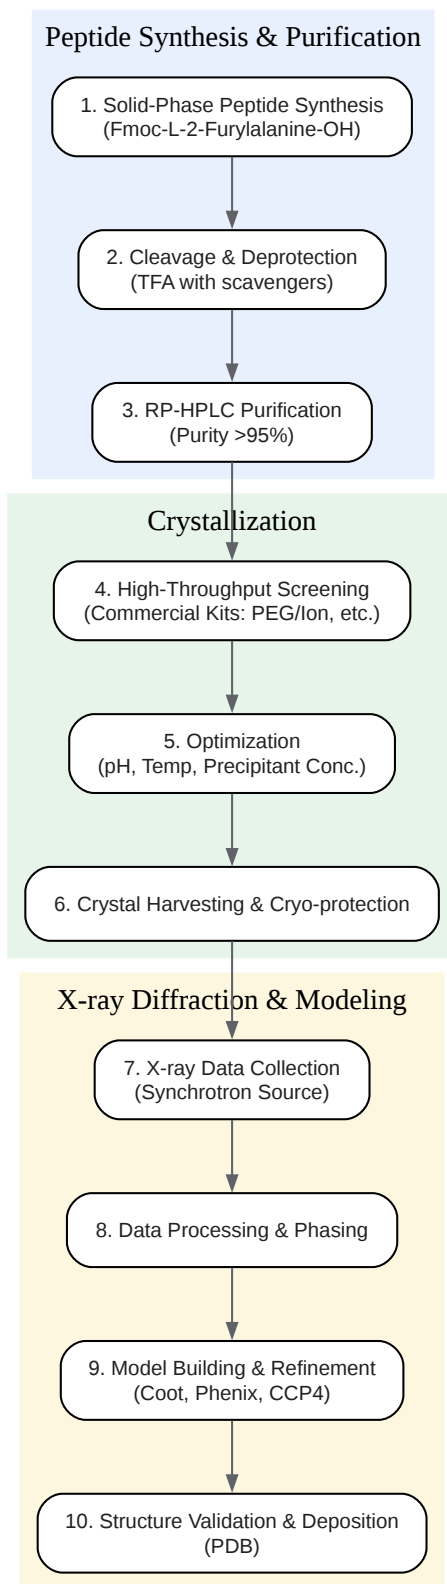 Peptide Synthesis & Purification
1. Solid-Phase Peptide Synthesis
(Fmoc-L-2-Furylalanine-OH)
2. Cleavage & Deprotection
(TFA with scavengers)
3. RP-HPLC Purification
(Purity >95%)
Crystallization
4. High-Throughput Screening
(Commercial Kits: PEG/Ion, etc.)
5. Optimization
(pH, Temp, Precipitant Conc.)
6. Crystal Harvesting & Cryo-protection
X-ray Diffraction & Modeling
7. X-ray Data Collection
(Synchrotron Source)
8. Data Processing & Phasing
9. Model Building & Refinement
(Coot, Phenix, CCP4)
10. Structure Validation & Deposition
(PDB)